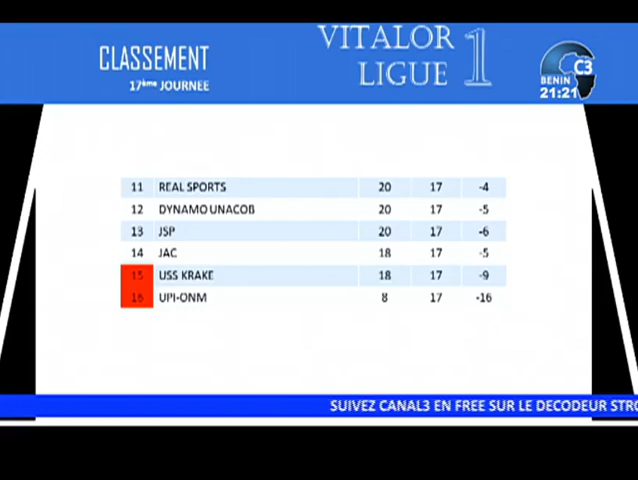 CLASSEMENT
17ème JOURNEE
VITALOR
LIGUE 1
C3
BENIN
21:21
11 REAL SPORTS 20 17 -4
12 DYNAMO UNACOB 20 17 -5
13 JSP 20 17 -6
14 JAC 18 17 -5
15 USS KRAKE 18 17 -9
16 UPI-ONM 8 17 -16
SUIVEZ CANAL3 EN FREE SUR LE DECODEUR STRO